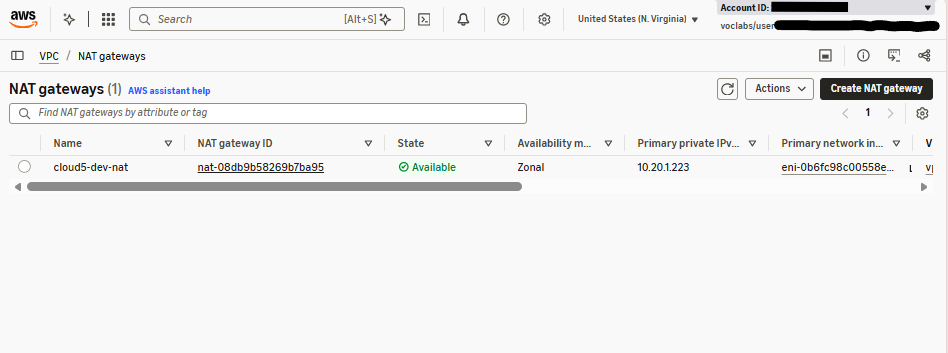 aws
Search
[Alt+S]
United States (N. Virginia)
Account ID:
voclabs/user
VPC / NAT gateways
NAT gateways (1) AWS assistant help
Actions
Create NAT gateway
Find NAT gateways by attribute or tag
1
Name NAT gateway ID State Availability m... Primary private IPv... Primary network in... V
cloud5-dev-nat nat-08db9b58269b7ba95 Available Zonal 10.20.1.223 eni-0b6fc98c00558e...